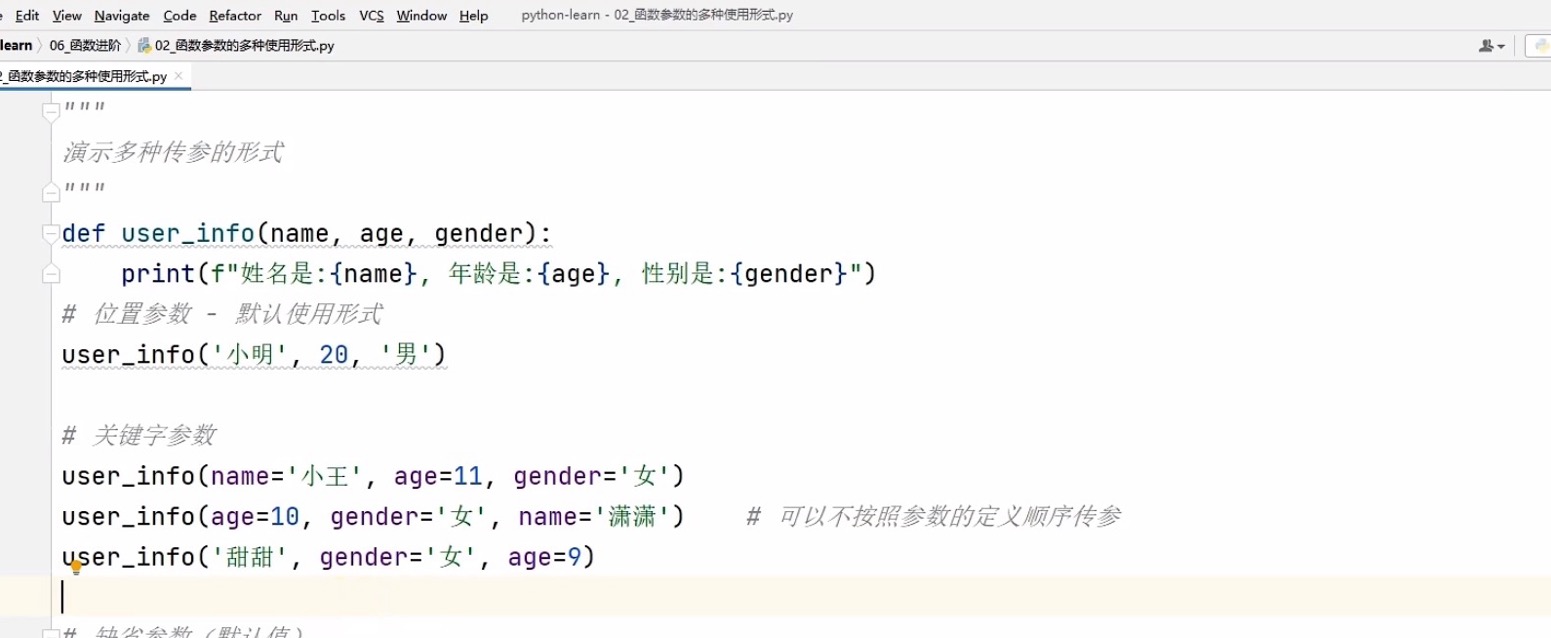 Edit View Navigate Code Refactor Run Tools VCS Window Help python-learn - 02_函数参数的多种使用形式.py
learn 06_函数进阶 02_函数参数的多种使用形式.py
2_函数参数的多种使用形式.py
"""
演示多种传参的形式
"""
def user_info(name, age, gender):
    print(f"姓名是:{name}, 年龄是:{age}, 性别是:{gender}")
# 位置参数 - 默认使用形式
user_info('小明', 20, '男')
# 关键字参数
user_info(name='小王', age=11, gender='女')
user_info(age=10, gender='女', name='潇潇')    # 可以不按照参数的定义顺序传参
user_info('甜甜', gender='女', age=9)
# 缺省参数（默认值）